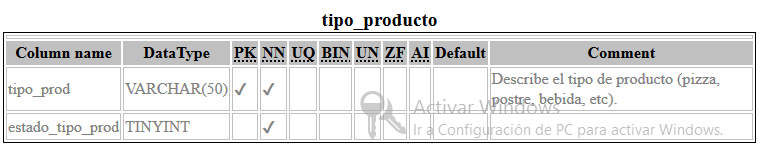 tipo_producto
Column name DataType PK NN UQ BIN UN ZF AI Default Comment
tipo_prod VARCHAR(50) ✔ ✔ Describe el tipo de producto (pizza,
postre, bebida, etc).
estado_tipo_prod TINYINT ✔
Activar Windows
Ir a Configuración de PC para activar Windows.